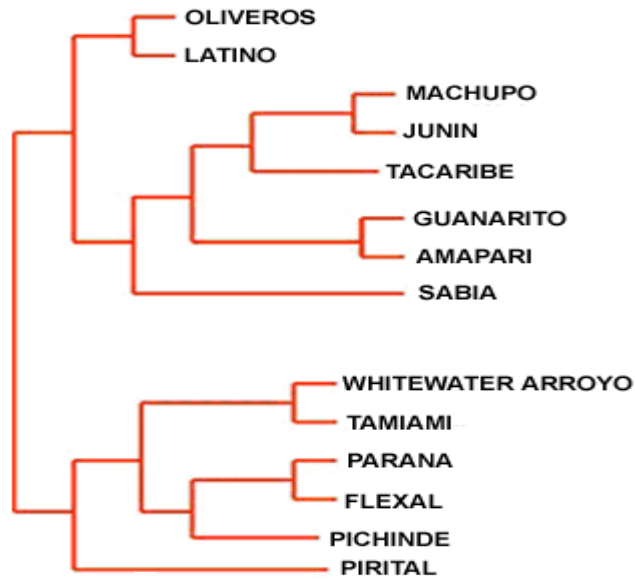 OLIVEROS
LATINO
MACHUPO
JUNIN
TACARIBE
GUANARITO
AMAPARI
SABIA
WHITEWATER ARROYO
TAMIAMI
PARANA
FLEXAL
PICHINDE
PIRITAL